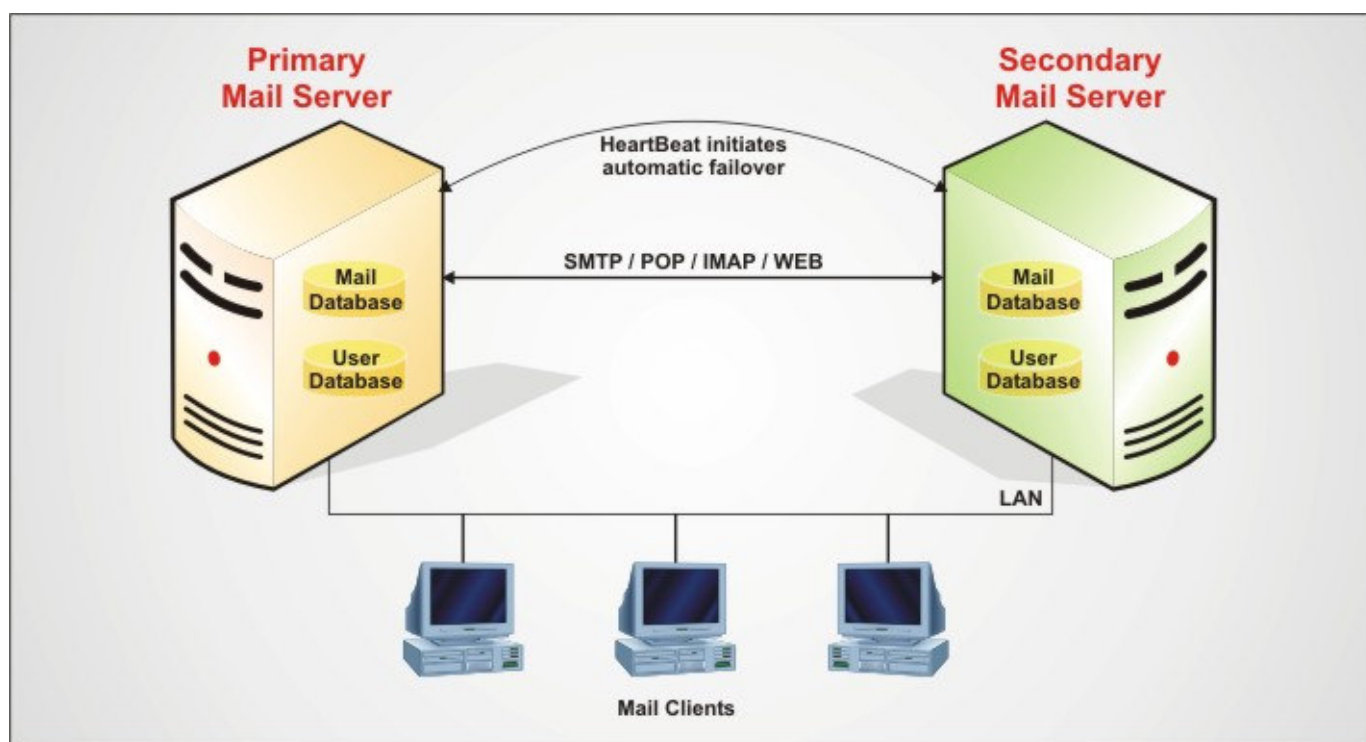 Primary
Mail Server
Secondary
Mail Server
HeartBeat initiates
automatic failover
SMTP / POP / IMAP / WEB
Mail
Database
User
Database
Mail
Database
User
Database
LAN
Mail Clients